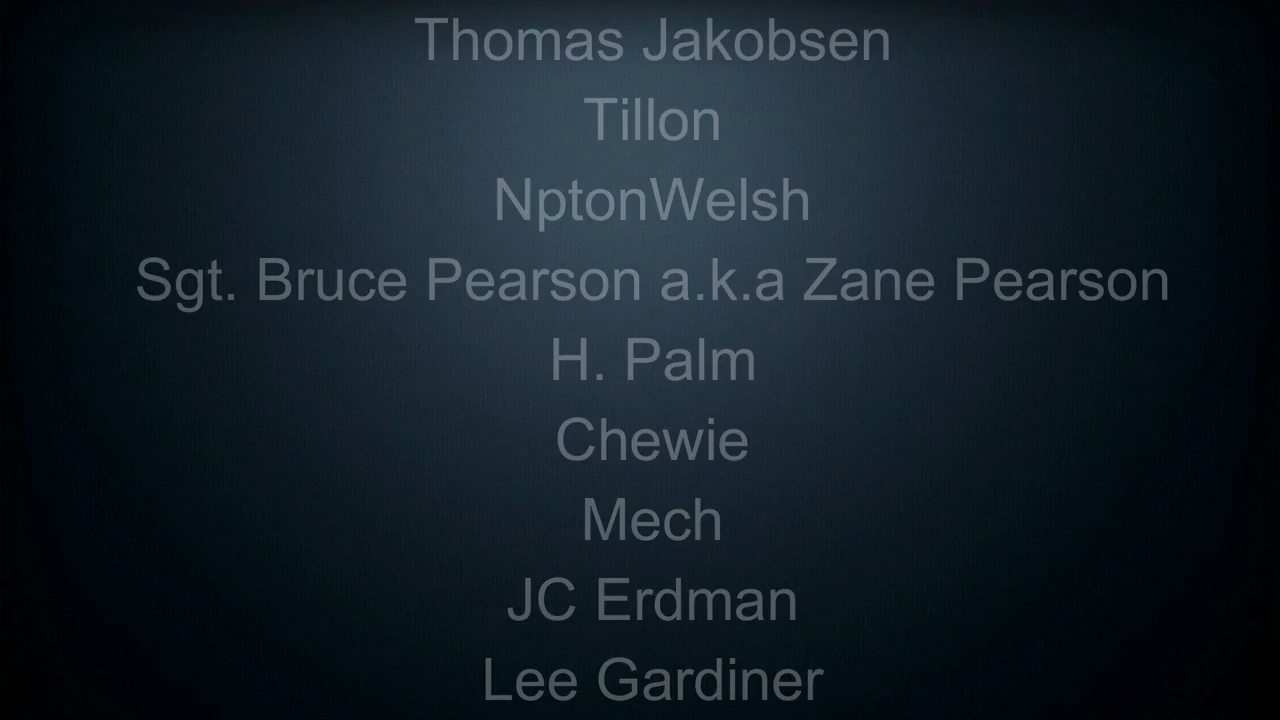 Thomas Jakobsen
Tillon
NptonWelsh
Sgt. Bruce Pearson a.k.a Zane Pearson
H. Palm
Chewie
Mech
JC Erdman
Lee Gardiner